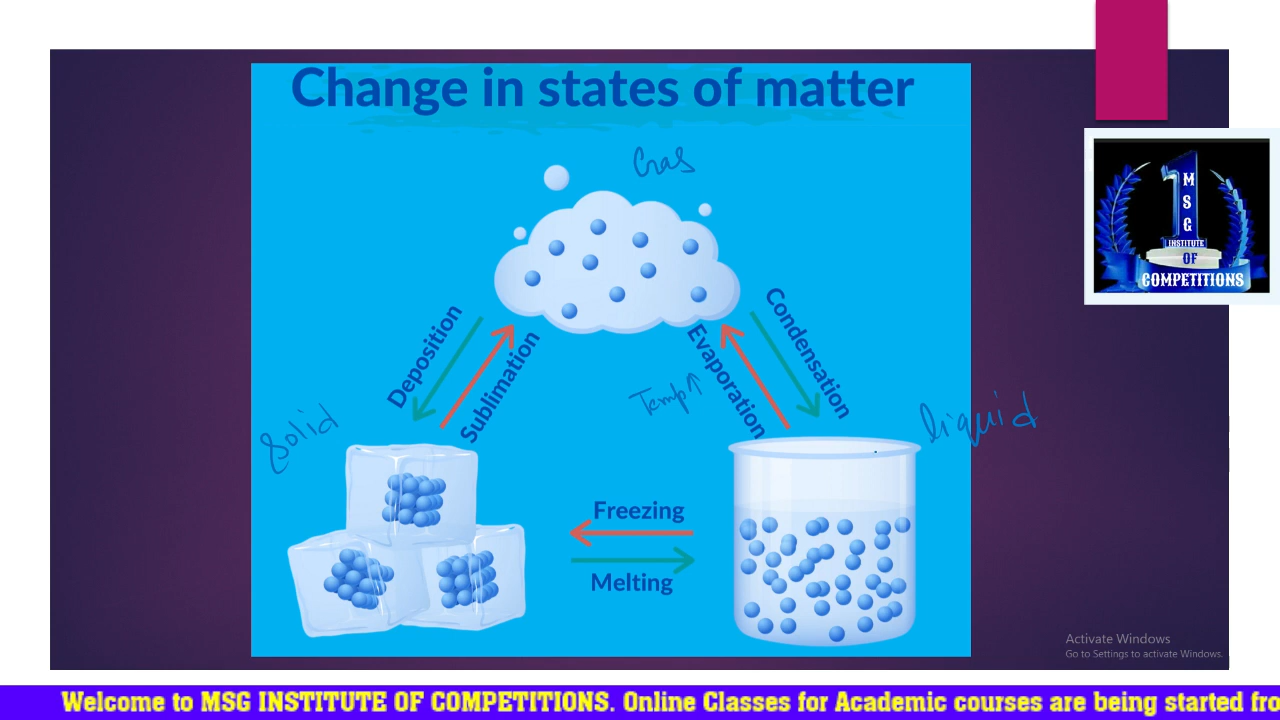 Change in states of matter
Gas
Deposition
Sublimation
Evaporation
Condensation
Temp↑
Solid
liquid
Freezing
Melting
M
S
G
INSTITUTE
OF
COMPETITIONS
Activate Windows
Go to Settings to activate Windows.
Welcome to MSG INSTITUTE OF COMPETITIONS. Online Classes for Academic courses are being started fro